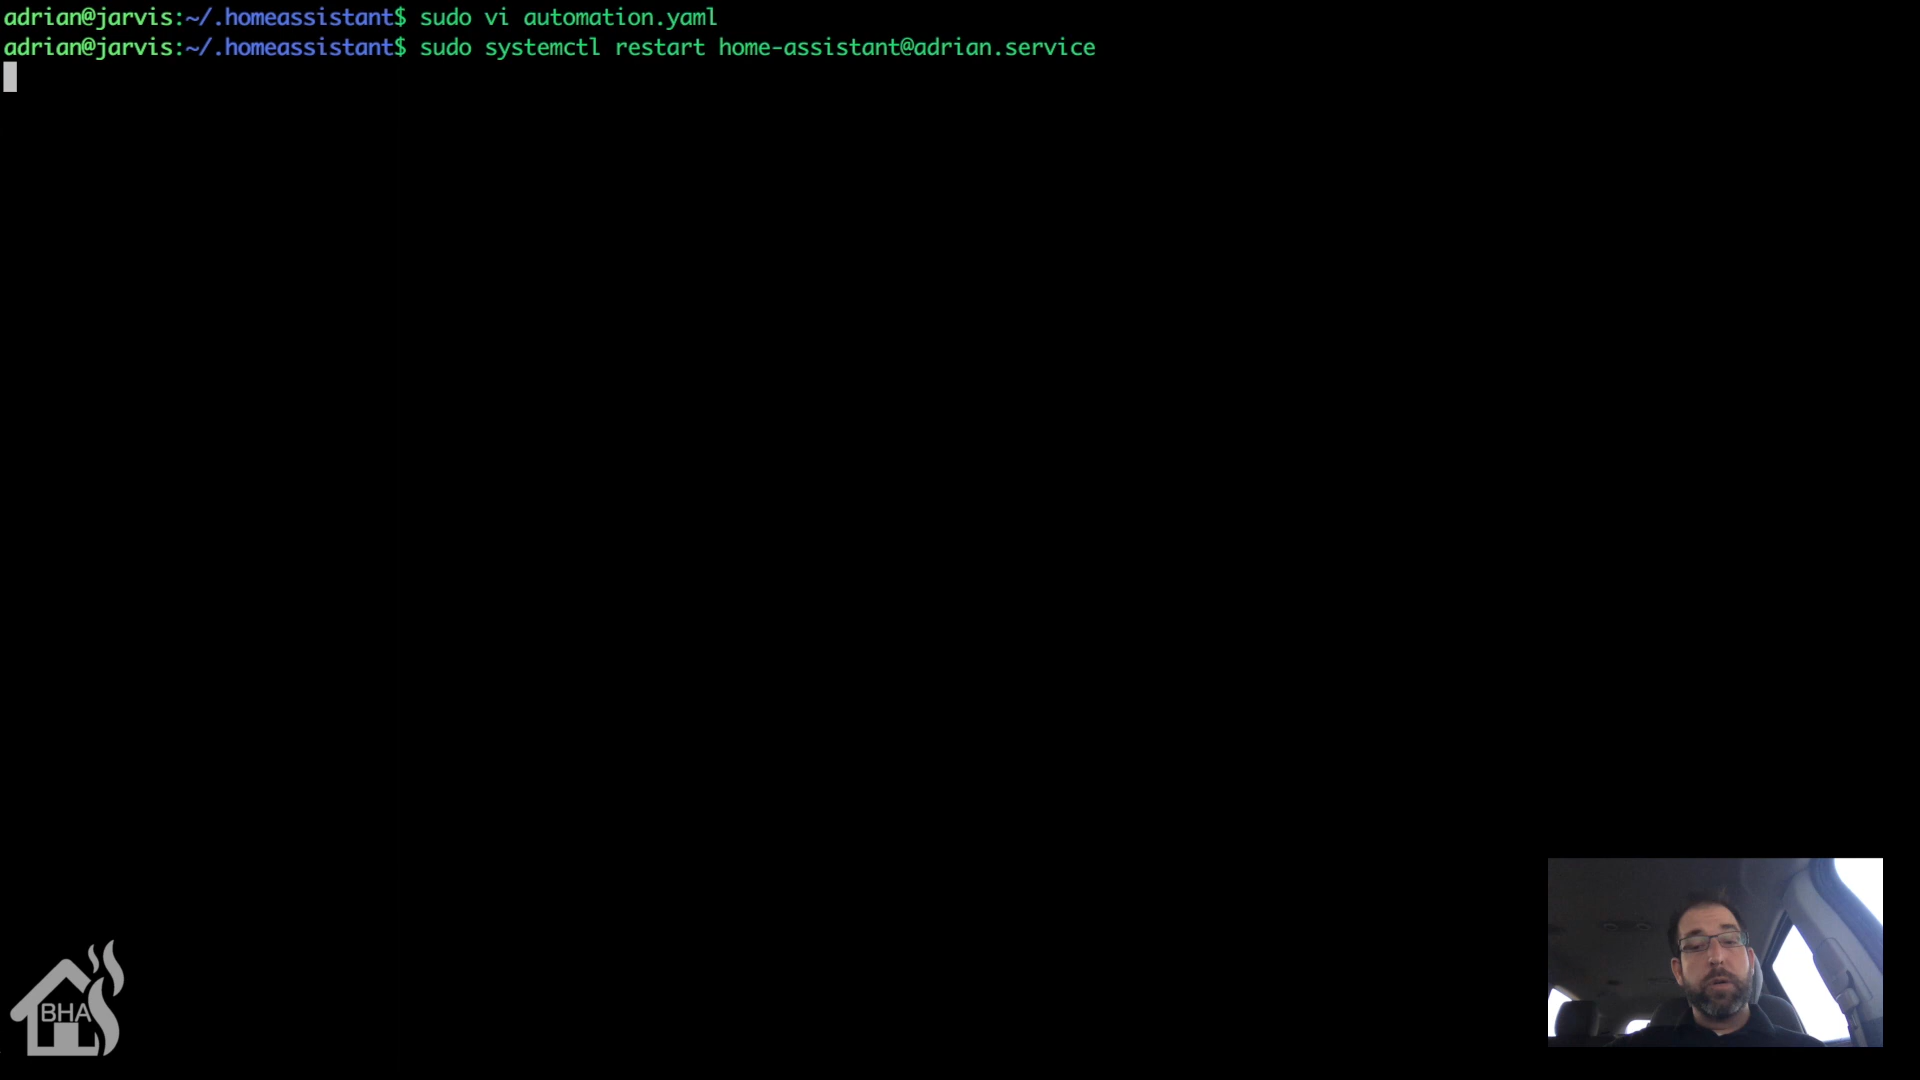 adrian@jarvis:~/.homeassistant$ sudo vi automation.yaml
adrian@jarvis:~/.homeassistant$ sudo systemctl restart home-assistant@adrian.service
BHA